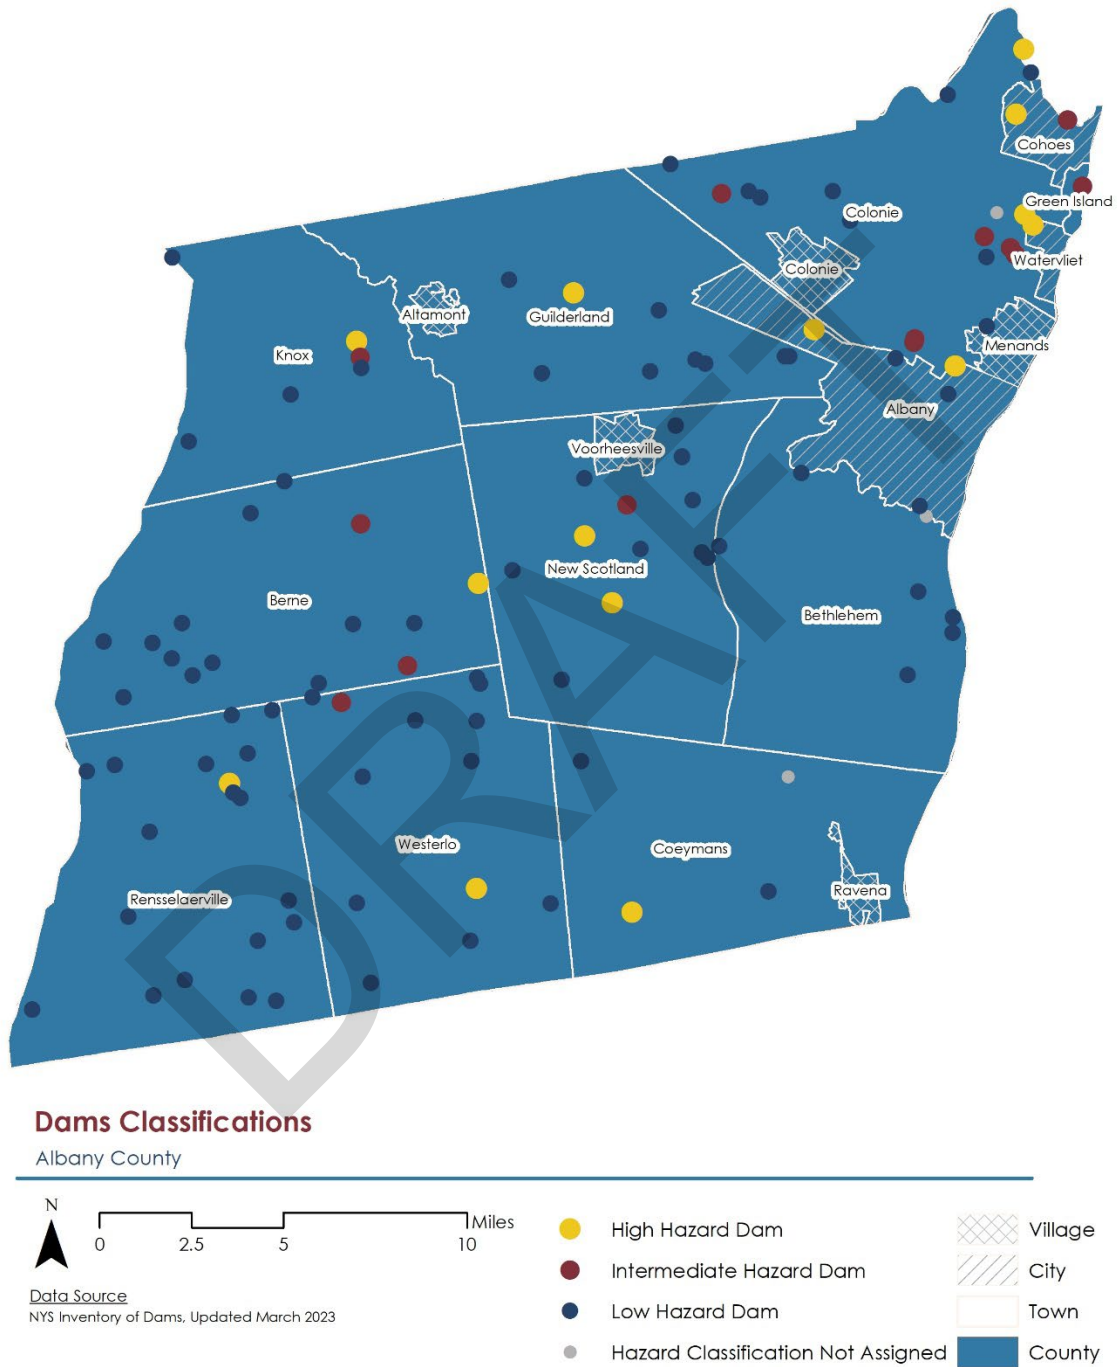 Cohoes
Green Island
Colonie
Watervliet
Colonie
Altamont
Guilderland
Menands
Knox
Albany
Voorheesville
New Scotland
Berne
Bethlehem
Westerlo
Coeymans
Rensselaerville
Ravena
DRAFT
Dams Classifications
Albany County
N
Miles
0 2.5 5 10
Data Source
NYS Inventory of Dams, Updated March 2023
High Hazard Dam
Intermediate Hazard Dam
Low Hazard Dam
Hazard Classification Not Assigned
Village
City
Town
County